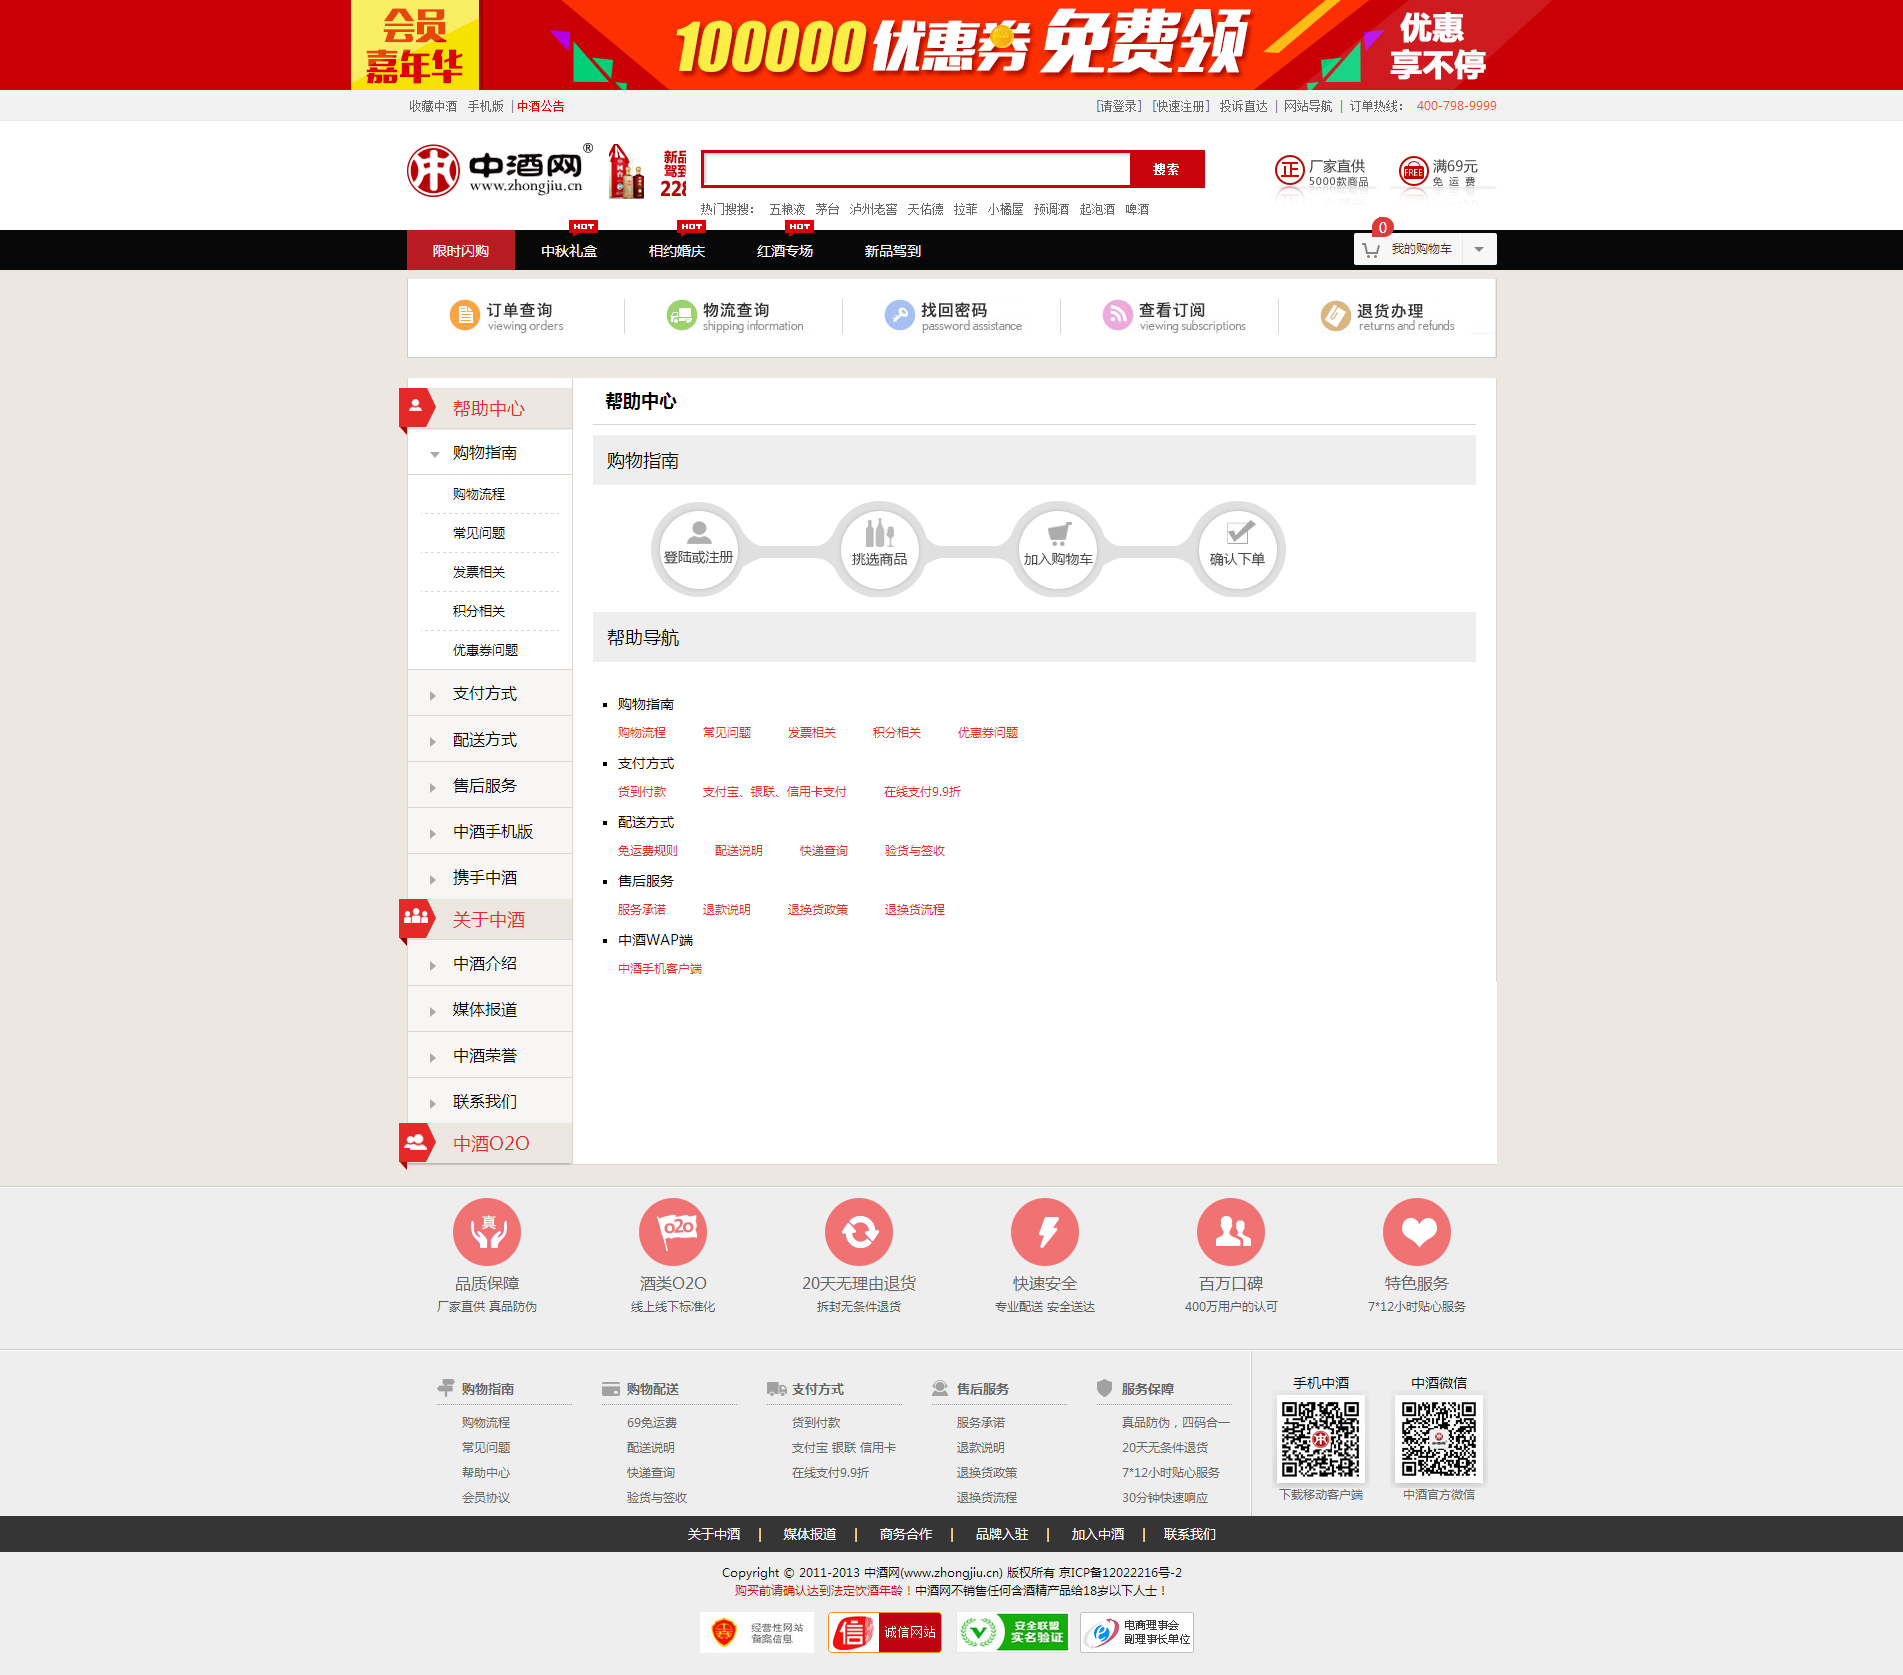 会员
嘉年华
100000优惠券 免费领
优惠
享不停
收藏中酒 手机版 | 中酒公告
[请登录] [快速注册] 投诉直达 | 网站导航 | 订单热线： 400-798-9999
中酒网®
www.zhongjiu.cn
新品
驾到
228
搜索
正 厂家直供
5000款商品
FREE 满69元
免 运 费
热门搜搜： 五粮液 茅台 泸州老窖 天佑德 拉菲 小橘屋 预调酒 起泡酒 啤酒
HOT HOT HOT
限时闪购 中秋礼盒 相约婚庆 红酒专场 新品驾到
0
我的购物车
订单查询 物流查询 找回密码 查看订阅 退货办理
viewing orders shipping information password assistance viewing subscriptions returns and refunds
帮助中心
购物指南
购物流程
常见问题
发票相关
积分相关
优惠券问题
支付方式
配送方式
售后服务
中酒手机版
携手中酒
关于中酒
中酒介绍
媒体报道
中酒荣誉
联系我们
中酒O2O
帮助中心
购物指南
登陆或注册 挑选商品 加入购物车 确认下单
帮助导航
购物指南
购物流程 常见问题 发票相关 积分相关 优惠券问题
支付方式
货到付款 支付宝、银联、信用卡支付 在线支付9.9折
配送方式
免运费规则 配送说明 快递查询 验货与签收
售后服务
服务承诺 退款说明 退换货政策 退换货流程
中酒WAP端
中酒手机客户端
真 o2o
品质保障 酒类O2O 20天无理由退货 快速安全 百万口碑 特色服务
厂家直供 真品防伪 线上线下标准化 拆封无条件退货 专业配送 安全送达 400万用户的认可 7*12小时贴心服务
购物指南
购物流程
常见问题
帮助中心
会员协议
购物配送
69免运费
配送说明
快递查询
验货与签收
支付方式
货到付款
支付宝 银联 信用卡
在线支付9.9折
售后服务
服务承诺
退款说明
退换货政策
退换货流程
服务保障
真品防伪，四码合一
20天无条件退货
7*12小时贴心服务
30分钟快速响应
手机中酒
下载移动客户端
中酒微信
中酒官方微信
关于中酒 | 媒体报道 | 商务合作 | 品牌入驻 | 加入中酒 | 联系我们
Copyright © 2011-2013 中酒网(www.zhongjiu.cn) 版权所有 京ICP备12022216号-2
购买前请确认达到法定饮酒年龄！中酒网不销售任何含酒精产品给18岁以下人士！
经营性网站
备案信息
信 诚信网站
安全联盟
实名验证
电商理事会
副理事长单位